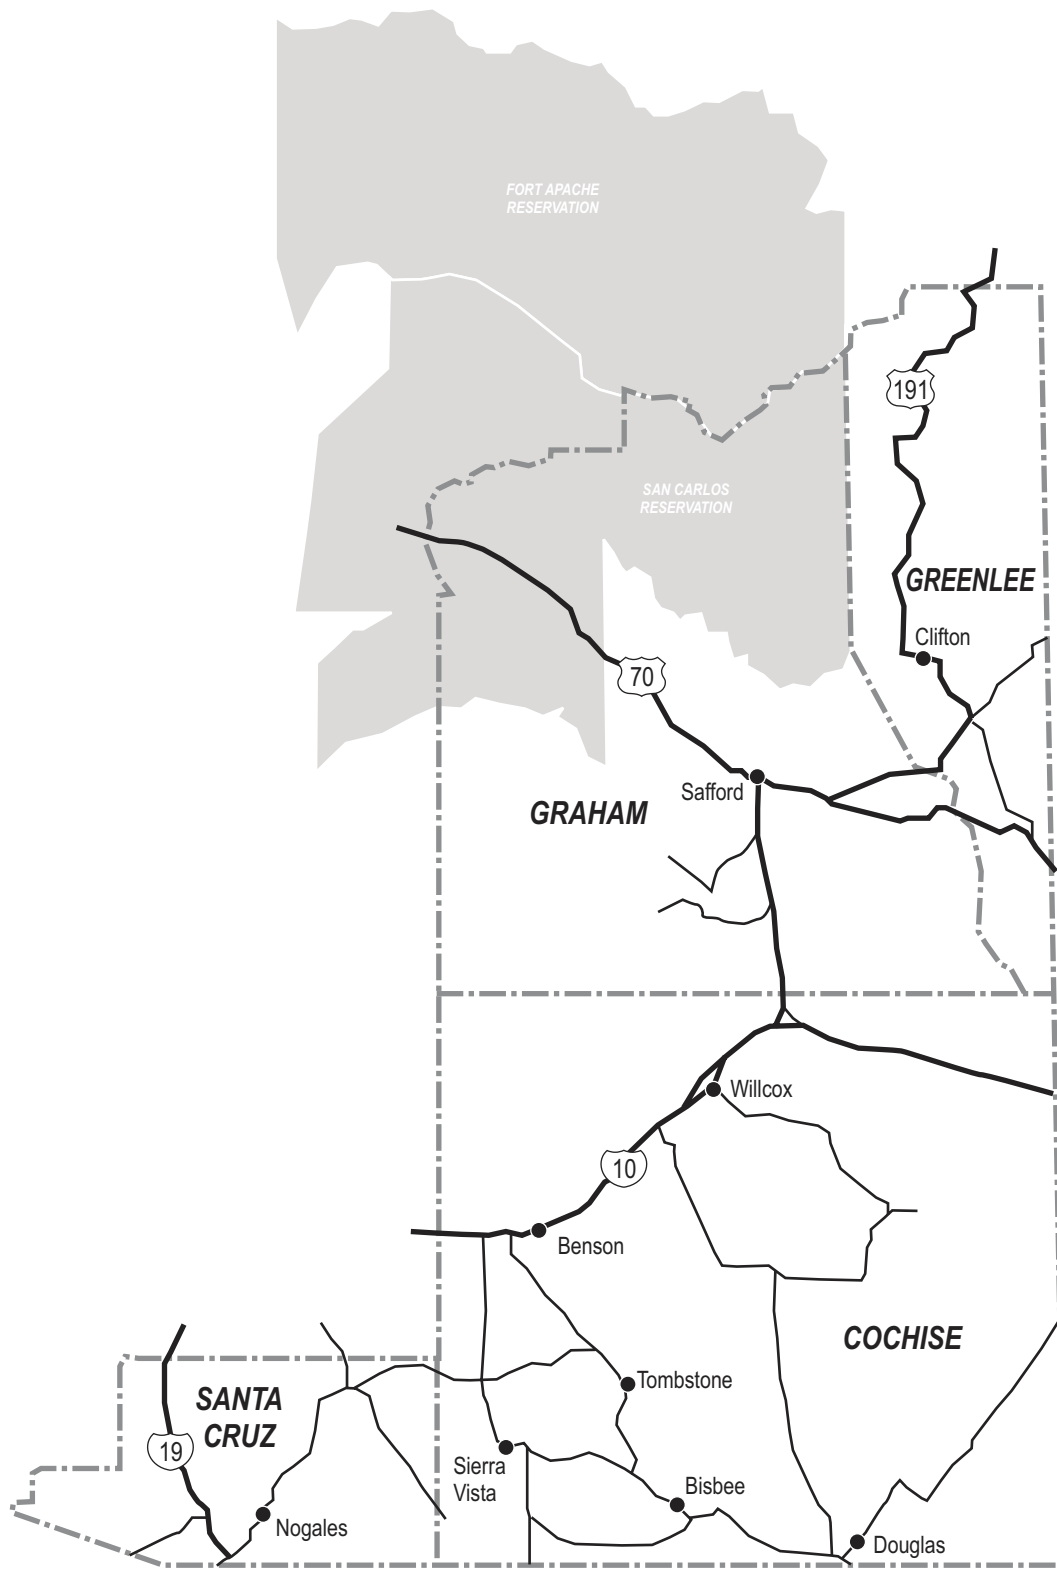 FORT APACHE
RESERVATION
191
SAN CARLOS
RESERVATION
GREENLEE
Clifton
70
Safford
GRAHAM
Willcox
10
Benson
COCHISE
Tombstone
SANTA
CRUZ
19
Sierra
Vista
Bisbee
Nogales
Douglas